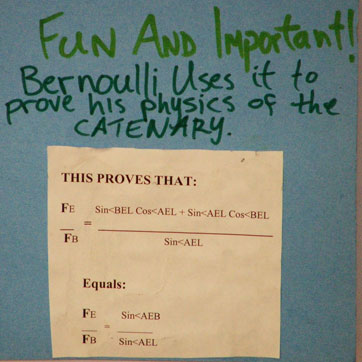 FUN AND Important!
Bernoulli Uses it to
prove his physics of the
CATENARY.
THIS PROVES THAT:
FE = Sin<BEL Cos<AEL + Sin<AEL Cos<BEL
FB Sin<AEL
Equals:
FE = Sin<AEB
FB Sin<AEL